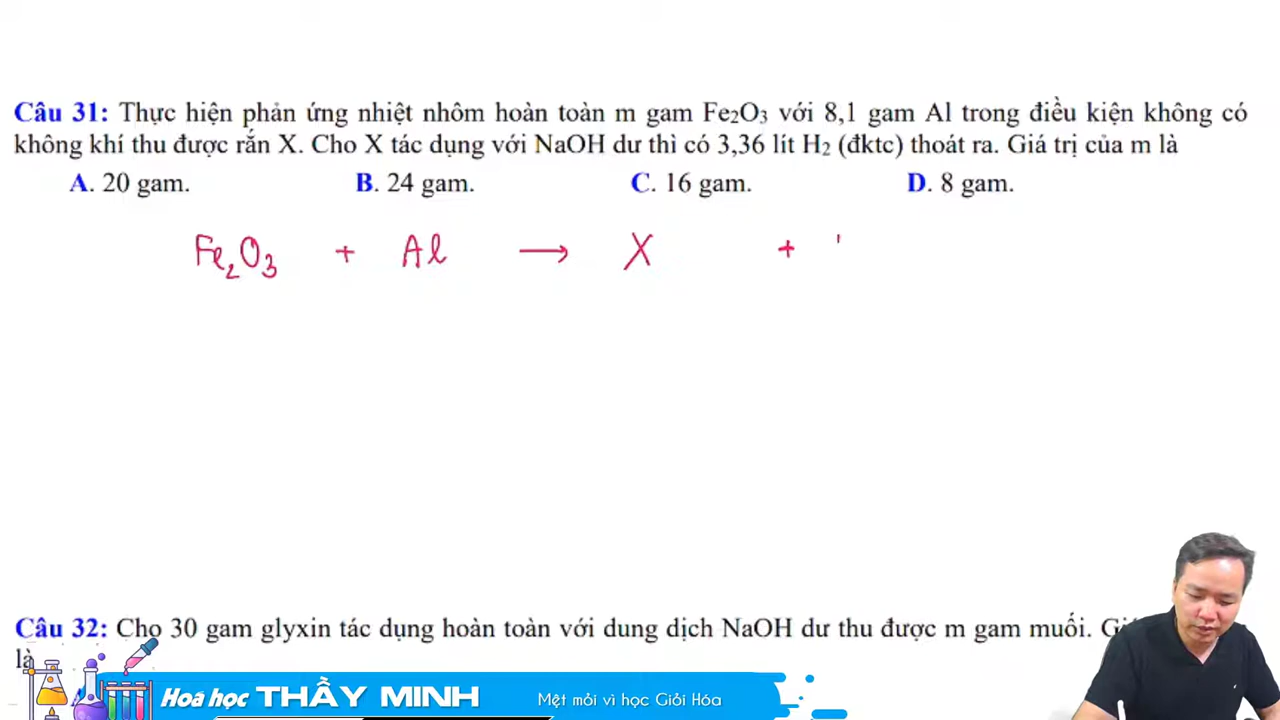 Câu 31: Thực hiện phản ứng nhiệt nhôm hoàn toàn m gam Fe₂O₃ với 8,1 gam Al trong điều kiện không có
không khí thu được rắn X. Cho X tác dụng với NaOH dư thì có 3,36 lít H₂ (đktc) thoát ra. Giá trị của m là
A. 20 gam. B. 24 gam. C. 16 gam. D. 8 gam.
Fe₂O₃ + Al → X +
Câu 32: Cho 30 gam glyxin tác dụng hoàn toàn với dung dịch NaOH dư thu được m gam muối.
là
Hoá học THẦY MINH Mệt mỏi vì học Giỏi Hóa